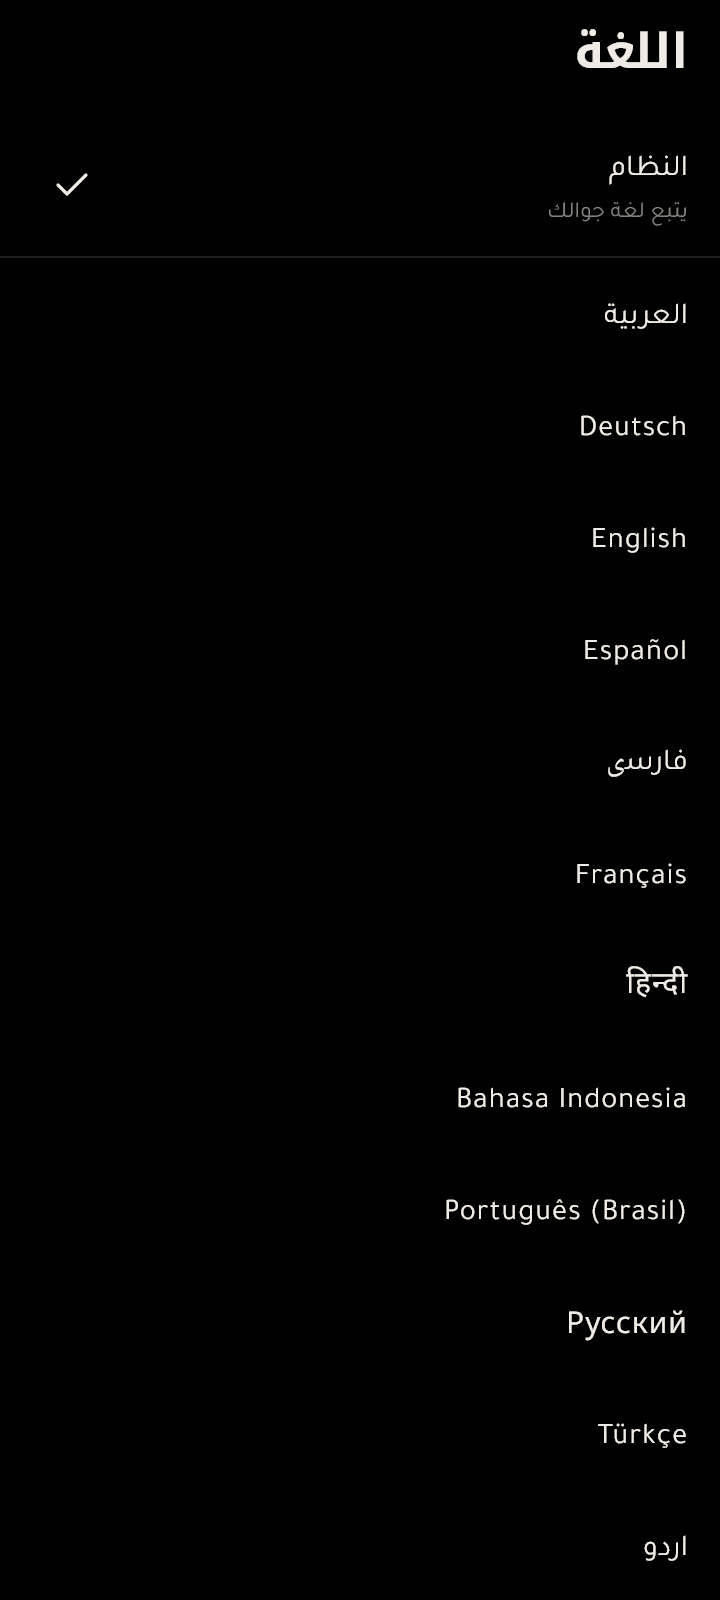 اللغة
النظام
يتبع لغة جوالك
العربية
Deutsch
English
Español
فارسی
Français
हिन्दी
Bahasa Indonesia
Português (Brasil)
Русский
Türkçe
اردو